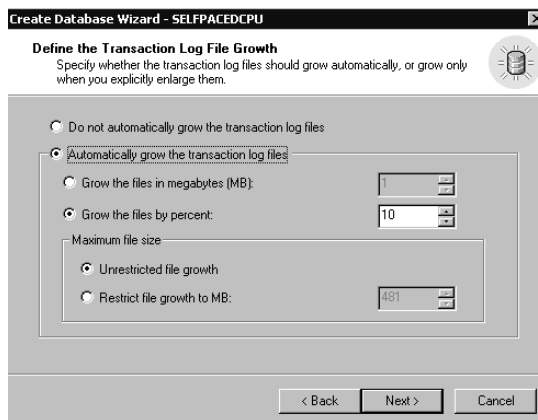 Create Database Wizard - SELFPACEDCPU
Define the Transaction Log File Growth
Specify whether the transaction log files should grow automatically, or grow only
when you explicitly enlarge them.
Do not automatically grow the transaction log files
Automatically grow the transaction log files
Grow the files in megabytes (MB):
1
Grow the files by percent:
10
Maximum file size
Unrestricted file growth
Restrict file growth to MB:
481
< Back
Next >
Cancel